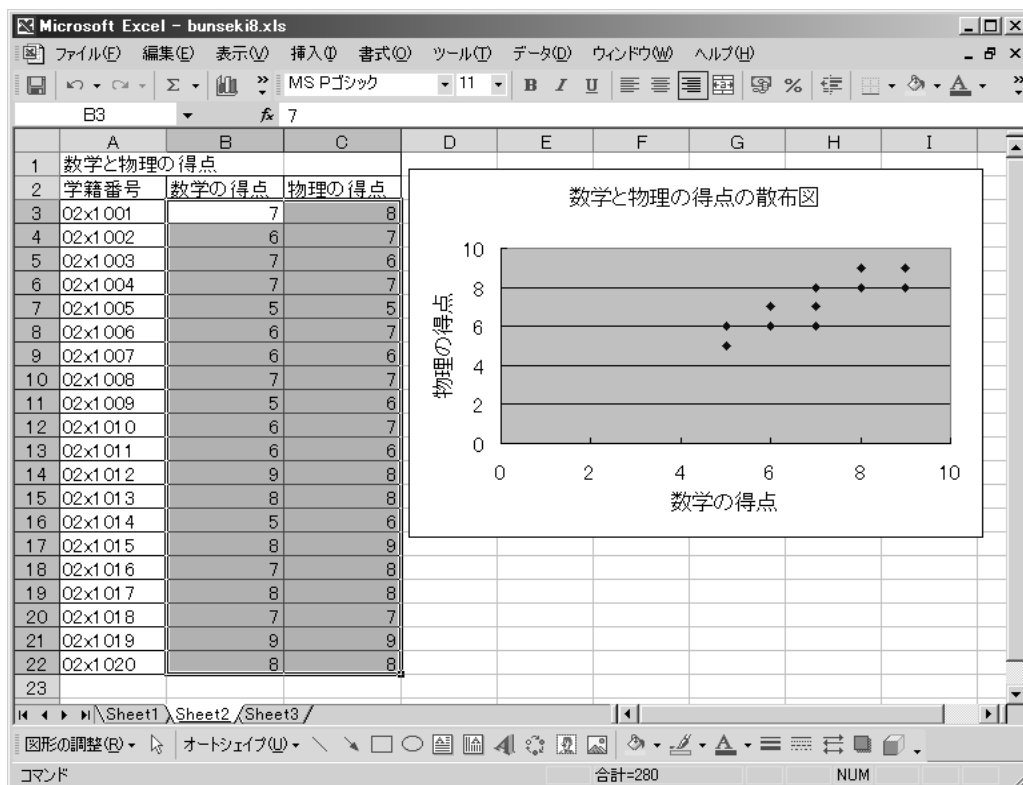 Microsoft Excel - bunseki8.xls
ファイル(F) 編集(E) 表示(V) 挿入(I) 書式(O) ツール(T) データ(D) ウィンドウ(W) ヘルプ(H)
MS Pゴシック 11 B I U
B3 fx 7
A B C D E F G H I
1 数学と物理の得点
2 学籍番号 数学の得点 物理の得点
3 02x1001 7 8
4 02x1002 6 7
5 02x1003 7 6
6 02x1004 7 7
7 02x1005 5 5
8 02x1006 6 7
9 02x1007 6 6
10 02x1008 7 7
11 02x1009 5 6
12 02x1010 6 7
13 02x1011 6 6
14 02x1012 9 8
15 02x1013 8 8
16 02x1014 5 6
17 02x1015 8 9
18 02x1016 7 8
19 02x1017 8 8
20 02x1018 7 7
21 02x1019 9 9
22 02x1020 8 8
23
数学と物理の得点の散布図
物理の得点
10
8
6
4
2
0
0 2 4 6 8 10
数学の得点
Sheet1 Sheet2 Sheet3
図形の調整(R) オートシェイプ(U)
コマンド 合計=280 NUM